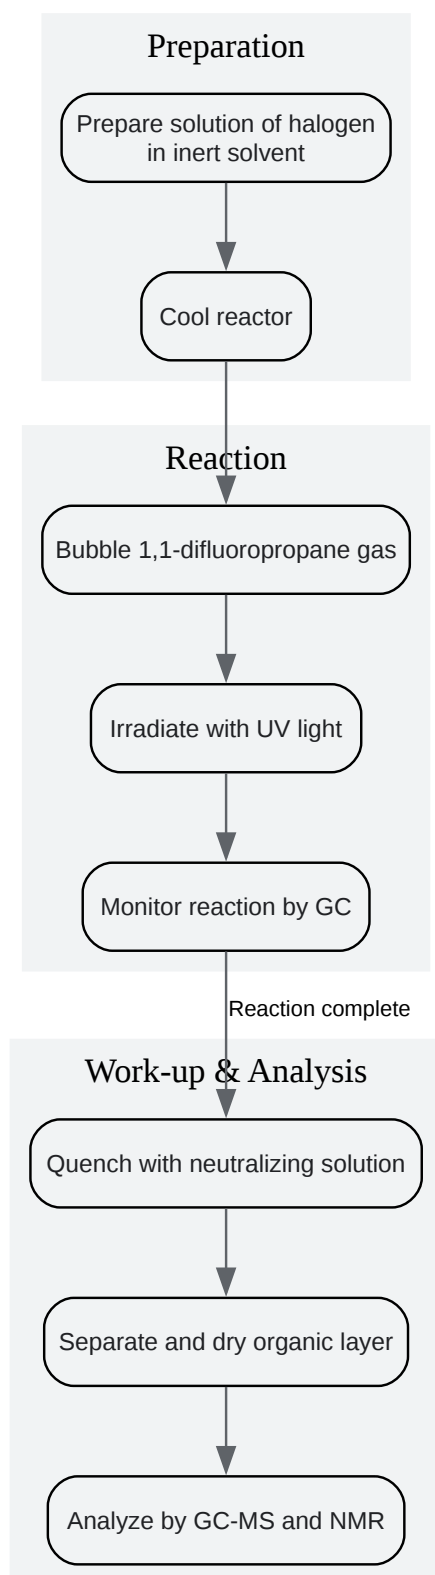 Preparation
Prepare solution of halogen
in inert solvent
Cool reactor
Reaction
Bubble 1,1-difluoropropane gas
Irradiate with UV light
Monitor reaction by GC
Reaction complete
Work-up & Analysis
Quench with neutralizing solution
Separate and dry organic layer
Analyze by GC-MS and NMR